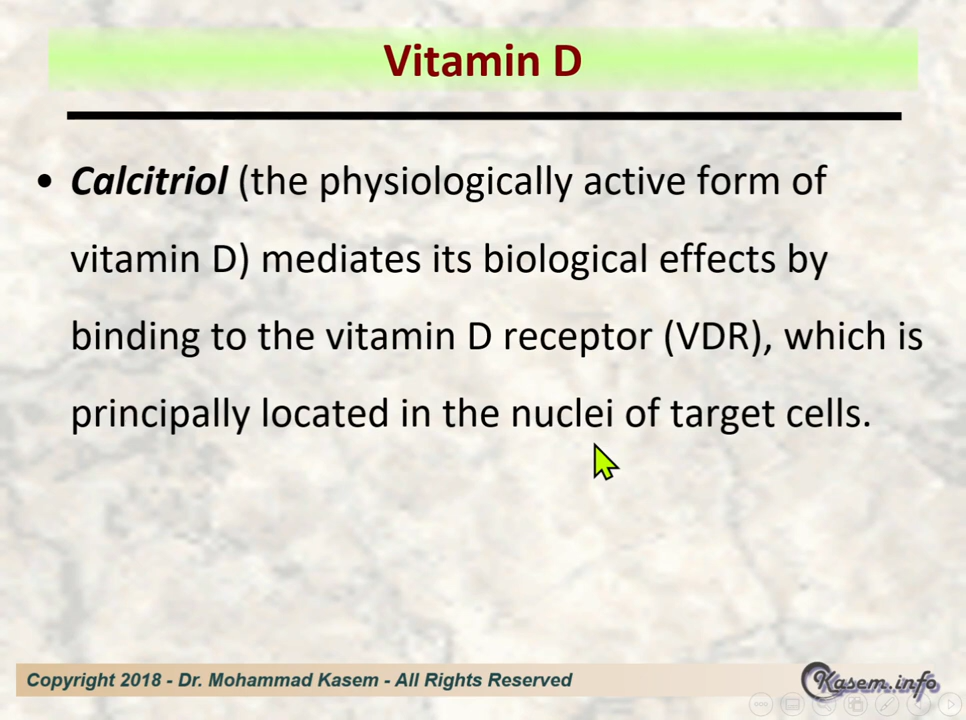 Vitamin D
• Calcitriol (the physiologically active form of
vitamin D) mediates its biological effects by
binding to the vitamin D receptor (VDR), which is
principally located in the nuclei of target cells.
Copyright 2018 - Dr. Mohammad Kasem - All Rights Reserved
Kasem.info